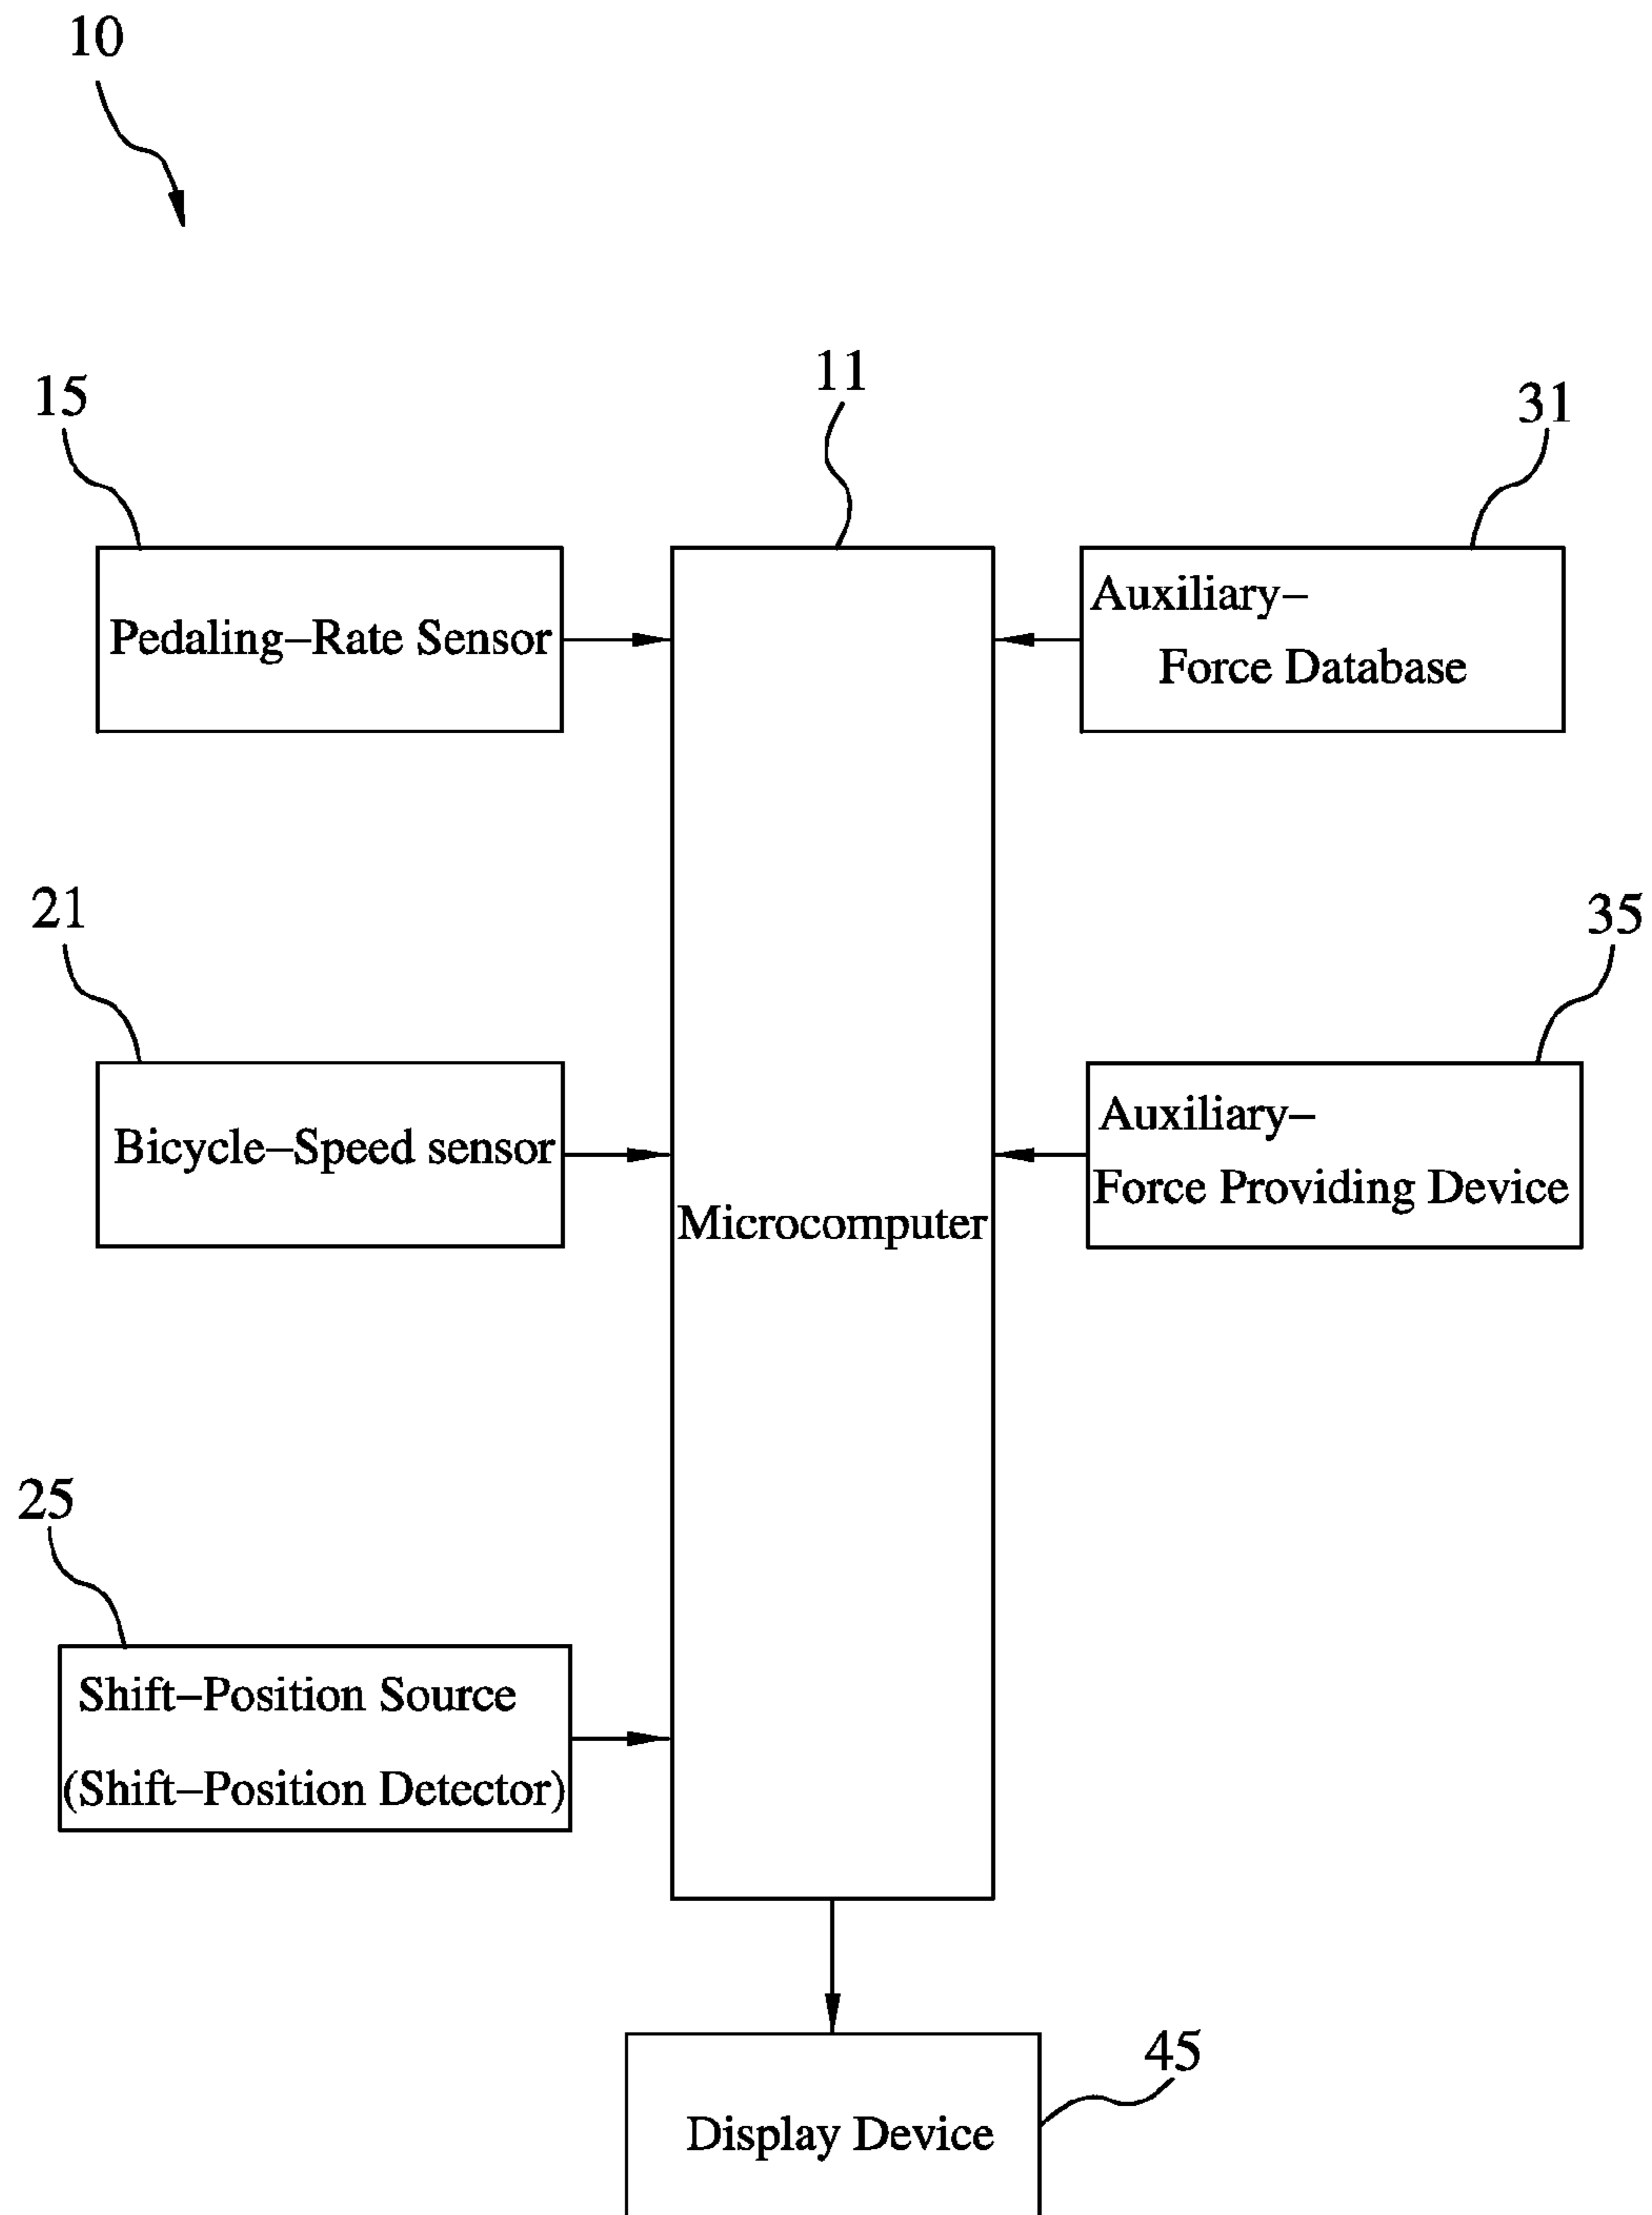 10
11
15
31
Pedaling–Rate Sensor
Auxiliary–
Force Database
21
35
Bicycle–Speed sensor
Auxiliary–
Force Providing Device
Microcomputer
25
Shift–Position Source
(Shift–Position Detector)
45
Display Device